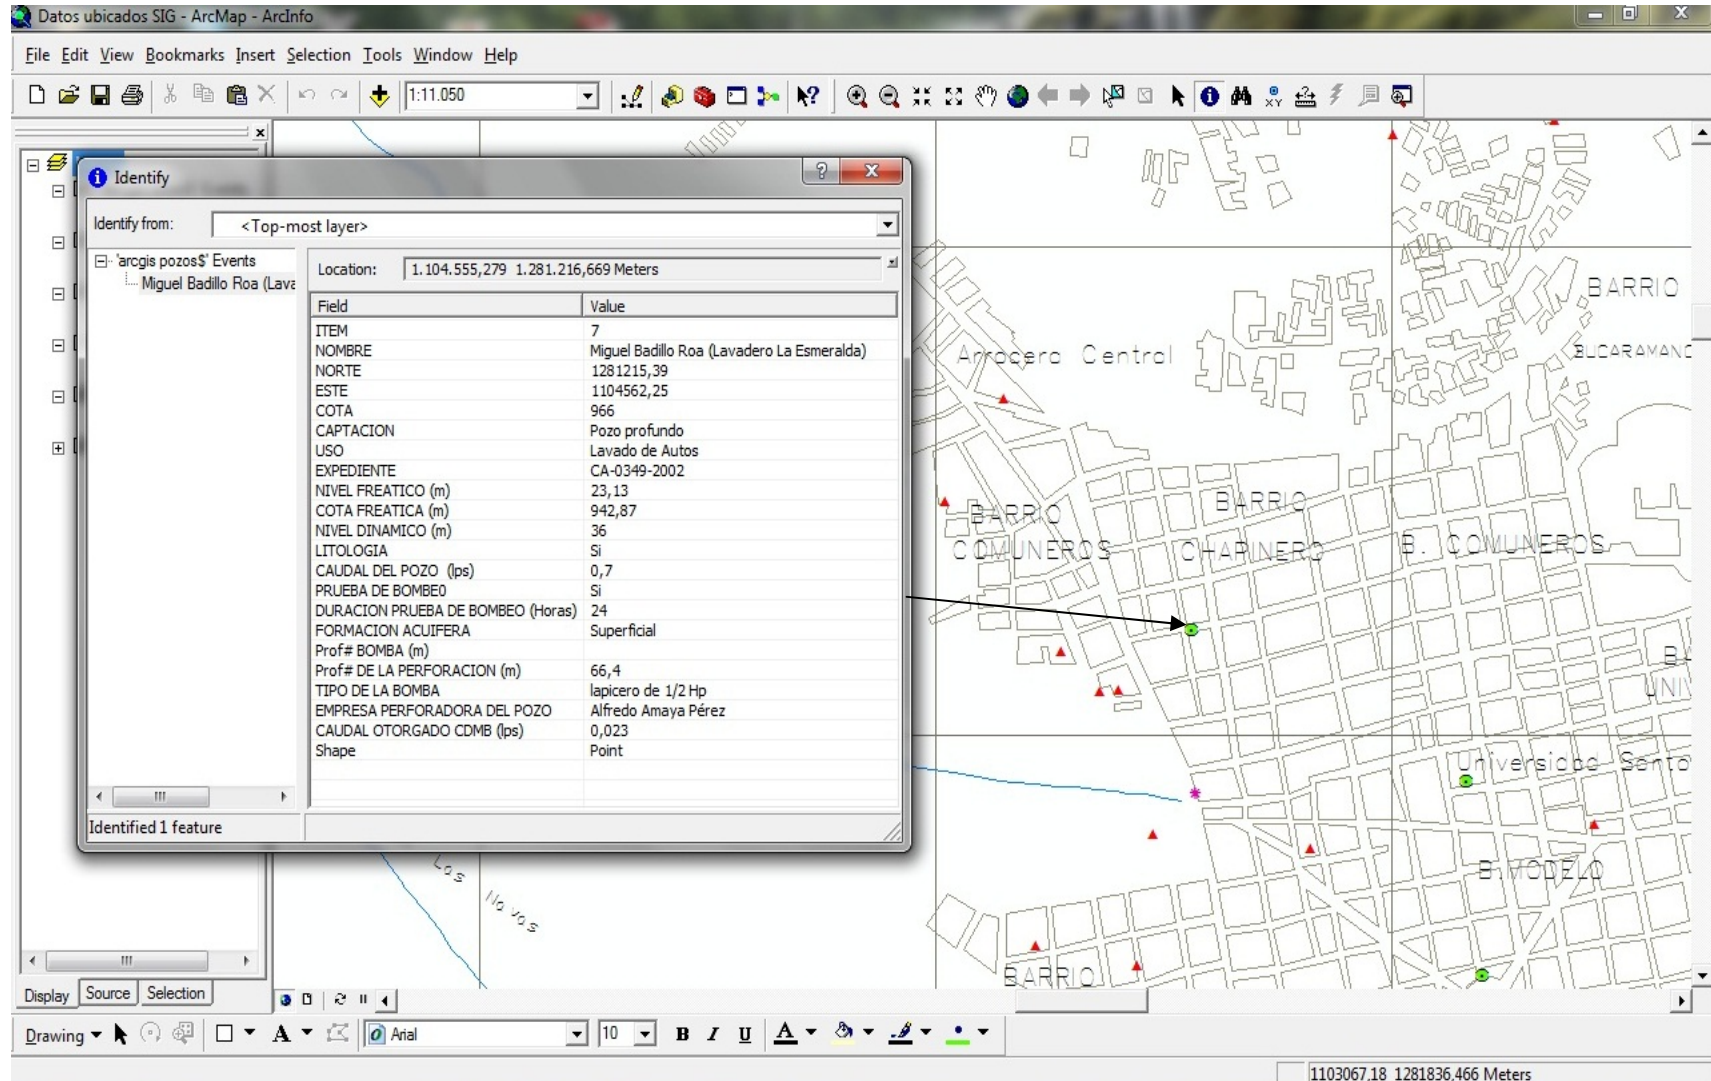 Datos ubicados SIG - ArcMap - ArcInfo
File Edit View Bookmarks Insert Selection Tools Window Help
1:11.050
Identify
Identify from: <Top-most layer>
'arcgis pozos$' Events
Miguel Badillo Roa (Lava
Location: 1.104.555,279 1.281.216,669 Meters
Field Value
ITEM 7
NOMBRE Miguel Badillo Roa (Lavadero La Esmeralda)
NORTE 1281215,39
ESTE 1104562,25
COTA 966
CAPTACION Pozo profundo
USO Lavado de Autos
EXPEDIENTE CA-0349-2002
NIVEL FREATICO (m) 23,13
COTA FREATICA (m) 942,87
NIVEL DINAMICO (m) 36
LITOLOGIA Si
CAUDAL DEL POZO (lps) 0,7
PRUEBA DE BOMBE0 Si
DURACION PRUEBA DE BOMBEO (Horas) 24
FORMACION ACUIFERA Superficial
Prof# BOMBA (m)
Prof# DE LA PERFORACION (m) 66,4
TIPO DE LA BOMBA lapicero de 1/2 Hp
EMPRESA PERFORADORA DEL POZO Alfredo Amaya Pérez
CAUDAL OTORGADO CDMB (lps) 0,023
Shape Point
Identified 1 feature
BARRIO
BUCARAMANG
Arrocera Central
BARRIO
COMUNEROS
BARRIO
CHAPINERO
B. COMUNEROS
BA
UNIV
Universidad Santo
B.MODELO
Las Navas
BARRIO
Display Source Selection
Drawing A Arial 10 B I U A
1103067,18 1281836,466 Meters